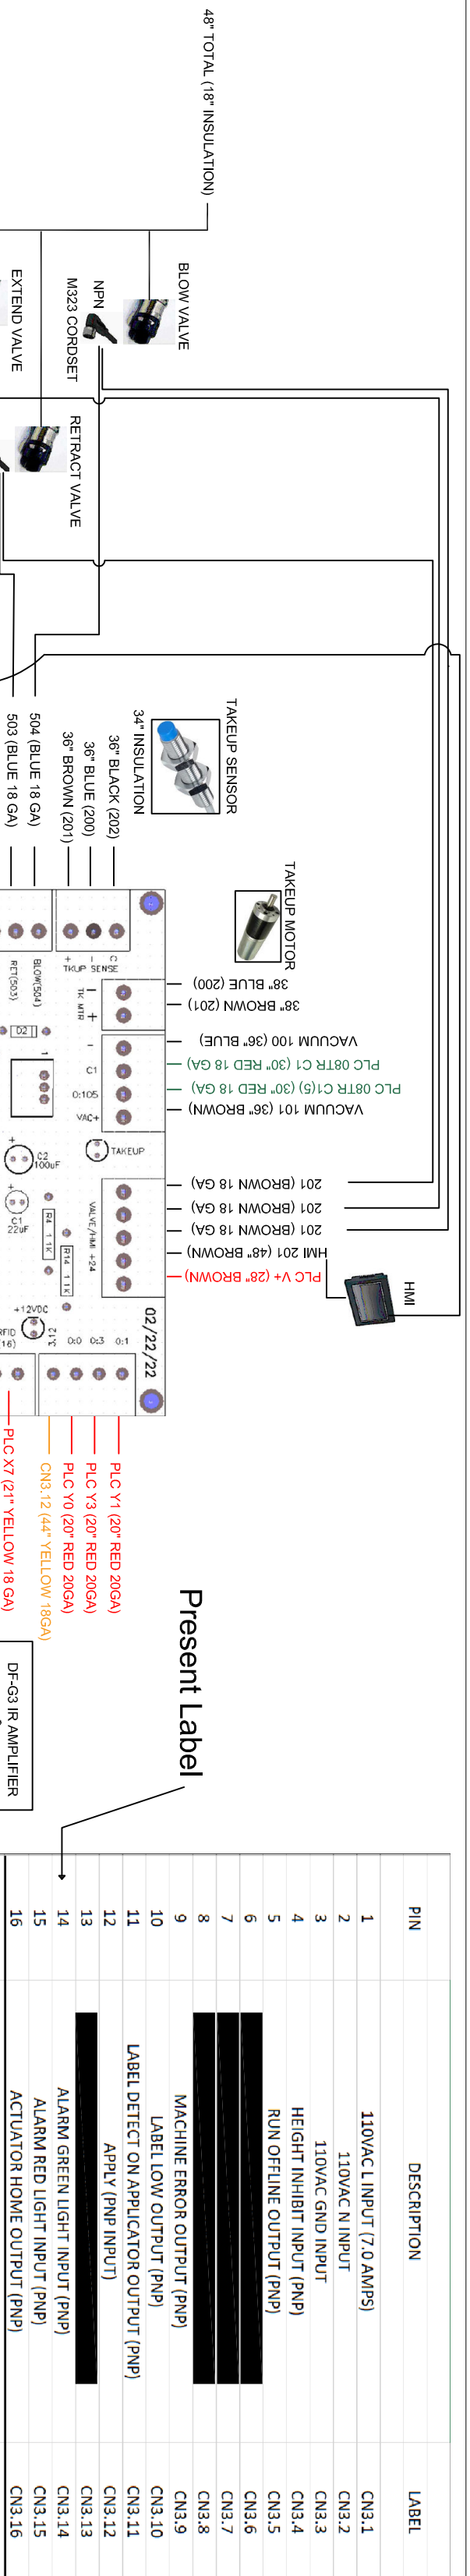 48" TOTAL (18" INSULATION)
BLOW VALVE
NPN
M323 CORDSET
EXTEND VALVE
RETRACT VALVE
TAKEUP SENSOR
34" INSULATION
36" BLACK (202)
36" BLUE (200)
36" BROWN (201)
504 (BLUE 18 GA)
503 (BLUE 18 GA)
TAKEUP MOTOR
38" BLUE (200)
38" BROWN (201)
VACUUM 100 (36" BLUE)
PLC 08TR C1 (30" RED 18 GA)
PLC 08TR C1(5) (30" RED 18 GA)
VACUUM 101 (36" BROWN)
201 (BROWN 18 GA)
201 (BROWN 18 GA)
201 (BROWN 18 GA)
HMI 201 (48" BROWN)
PLC V+ (28" BROWN)
HMI
+ - C
TKUP SENSE
BLOW(504)
RET(503)
- +
TK MTR
-
C1
0:105
VAC+
TAKEUP
VALVE/HMI +24
D2
1
+
C2
100uF
+
C1
22uF
R4 1.1K
R14 1.1K
+12VDC
3.12
0:0
0:3
0:1
02/22/22
PLC Y1 (20" RED 20GA)
PLC Y3 (20" RED 20GA)
PLC Y0 (20" RED 20GA)
CN3.12 (44" YELLOW 18GA)
PLC X7 (21" YELLOW 18 GA)
DF-G3 IR AMPLIFIER
Present Label
PIN DESCRIPTION LABEL
1 110VAC L INPUT (7.0 AMPS) CN3.1
2 110VAC N INPUT CN3.2
3 110VAC GND INPUT CN3.3
4 HEIGHT INHIBIT INPUT (PNP) CN3.4
5 RUN OFFLINE OUTPUT (PNP) CN3.5
6 CN3.6
7 CN3.7
8 CN3.8
9 MACHINE ERROR OUTPUT (PNP) CN3.9
10 LABEL LOW OUTPUT (PNP) CN3.10
11 LABEL DETECT ON APPLICATOR OUTPUT (PNP) CN3.11
12 APPLY (PNP INPUT) CN3.12
13 CN3.13
14 ALARM GREEN LIGHT INPUT (PNP) CN3.14
15 ALARM RED LIGHT INPUT (PNP) CN3.15
16 ACTUATOR HOME OUTPUT (PNP) CN3.16